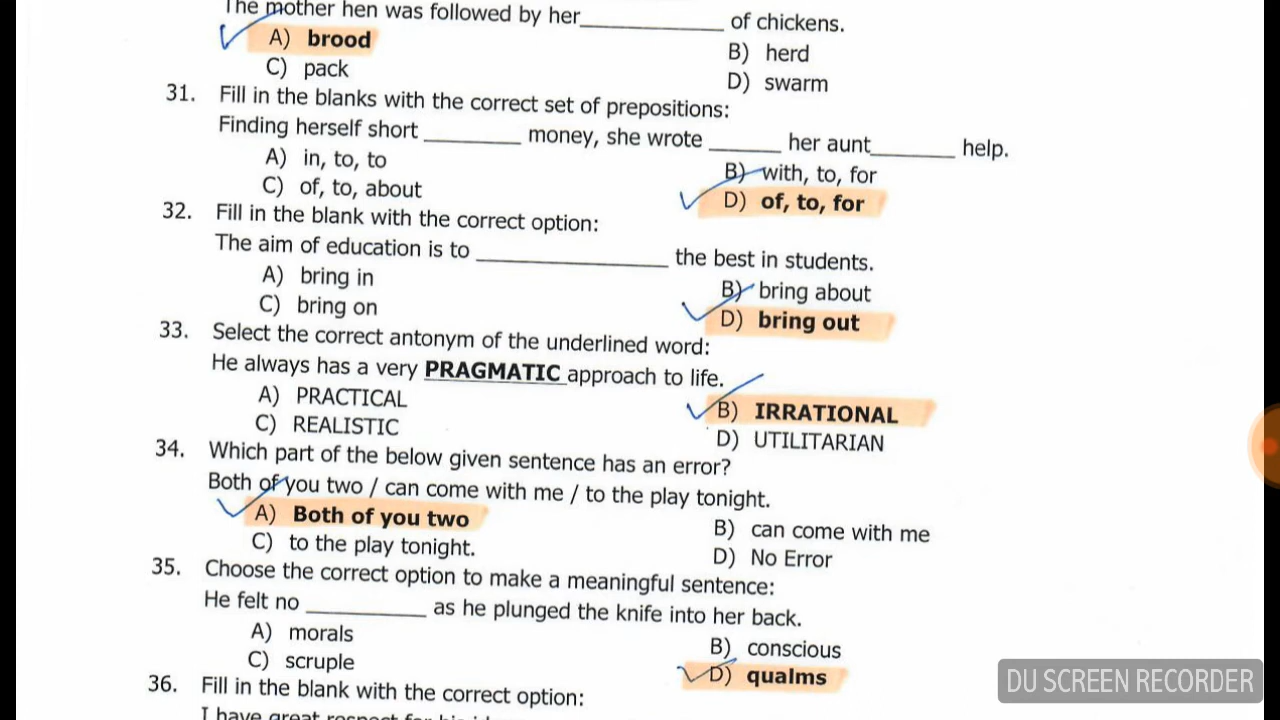 The mother hen was followed by her____________ of chickens.
A) brood
B) herd
C) pack
D) swarm
31. Fill in the blanks with the correct set of prepositions:
Finding herself short ________ money, she wrote ______ her aunt_______ help.
A) in, to, to
B) with, to, for
C) of, to, about
D) of, to, for
32. Fill in the blank with the correct option:
The aim of education is to ________________ the best in students.
A) bring in
B) bring about
C) bring on
D) bring out
33. Select the correct antonym of the underlined word:
He always has a very PRAGMATIC approach to life.
A) PRACTICAL
B) IRRATIONAL
C) REALISTIC
D) UTILITARIAN
34. Which part of the below given sentence has an error?
Both of you two / can come with me / to the play tonight.
A) Both of you two
B) can come with me
C) to the play tonight.
D) No Error
35. Choose the correct option to make a meaningful sentence:
He felt no __________ as he plunged the knife into her back.
A) morals
B) conscious
C) scruple
D) qualms
36. Fill in the blank with the correct option:
I have great respect for his
DU SCREEN RECORDER